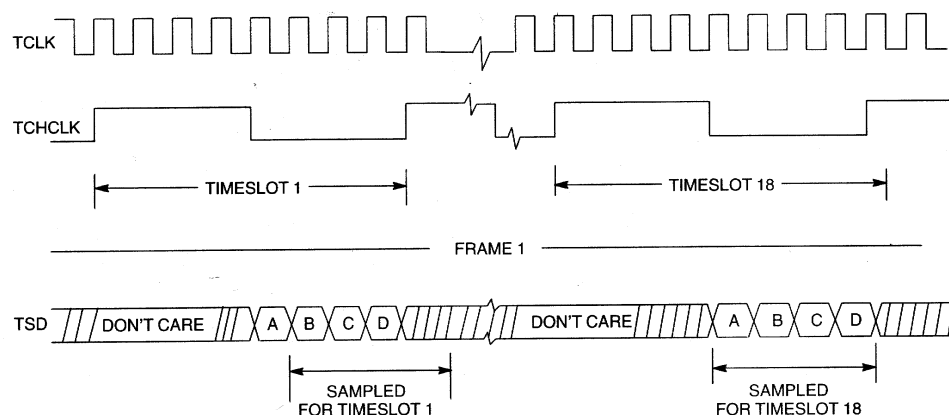 TCLK
TCHCLK
TIMESLOT 1
TIMESLOT 18
FRAME 1
TSD
DON'T CARE
A
B
C
D
DON'T CARE
A
B
C
D
SAMPLED
FOR TIMESLOT 1
SAMPLED
FOR TIMESLOT 18